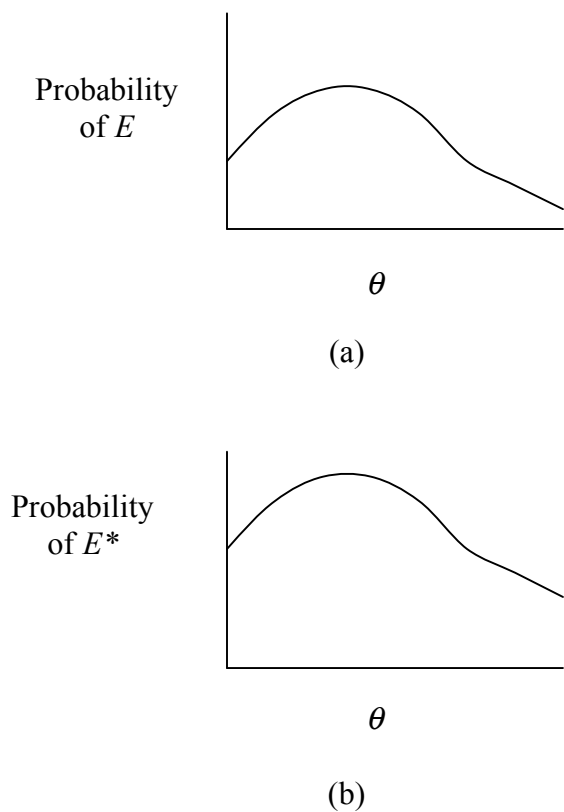 Probability
of E
θ
(a)
Probability
of E*
θ
(b)